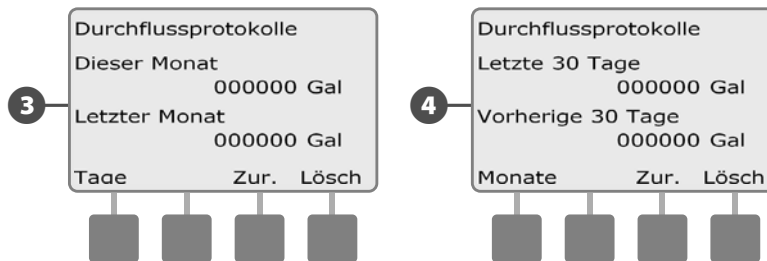 3
Durchflussprotokolle
Dieser Monat
000000 Gal
Letzter Monat
000000 Gal
Tage Zur. Lösch
4
Durchflussprotokolle
Letzte 30 Tage
000000 Gal
Vorherige 30 Tage
000000 Gal
Monate Zur. Lösch